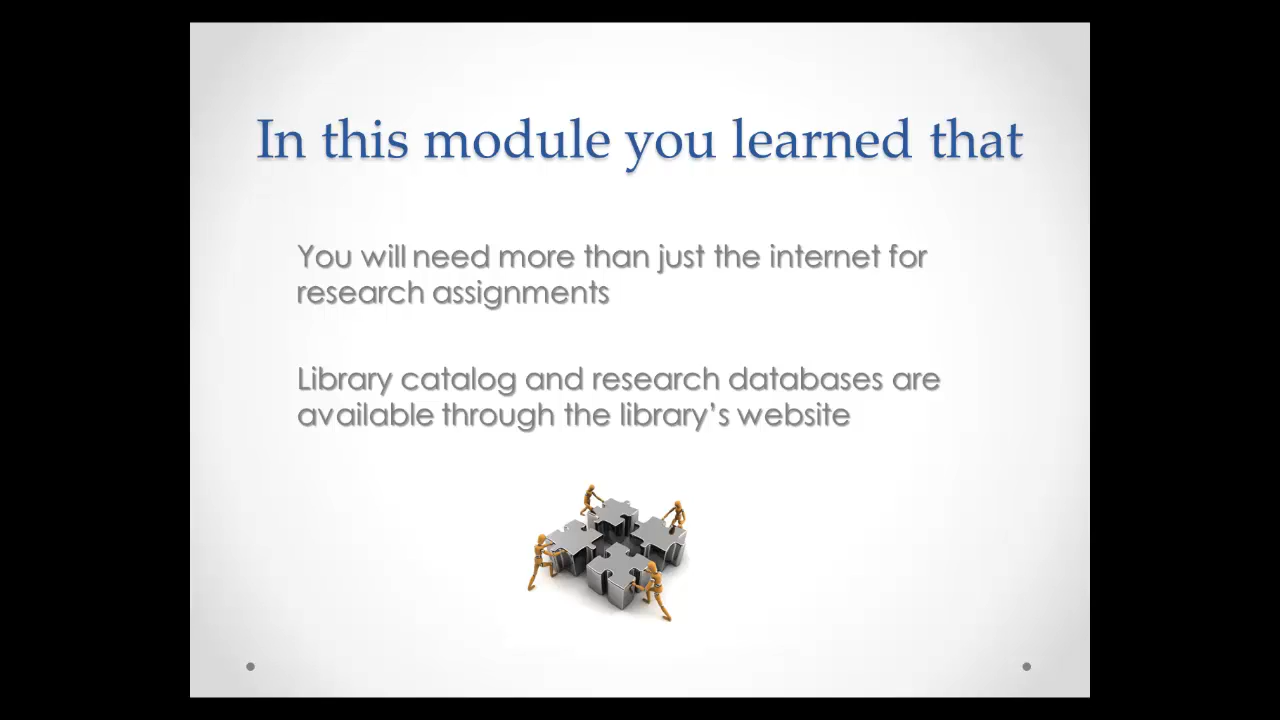 In this module you learned that
You will need more than just the internet for
research assignments
Library catalog and research databases are
available through the library’s website